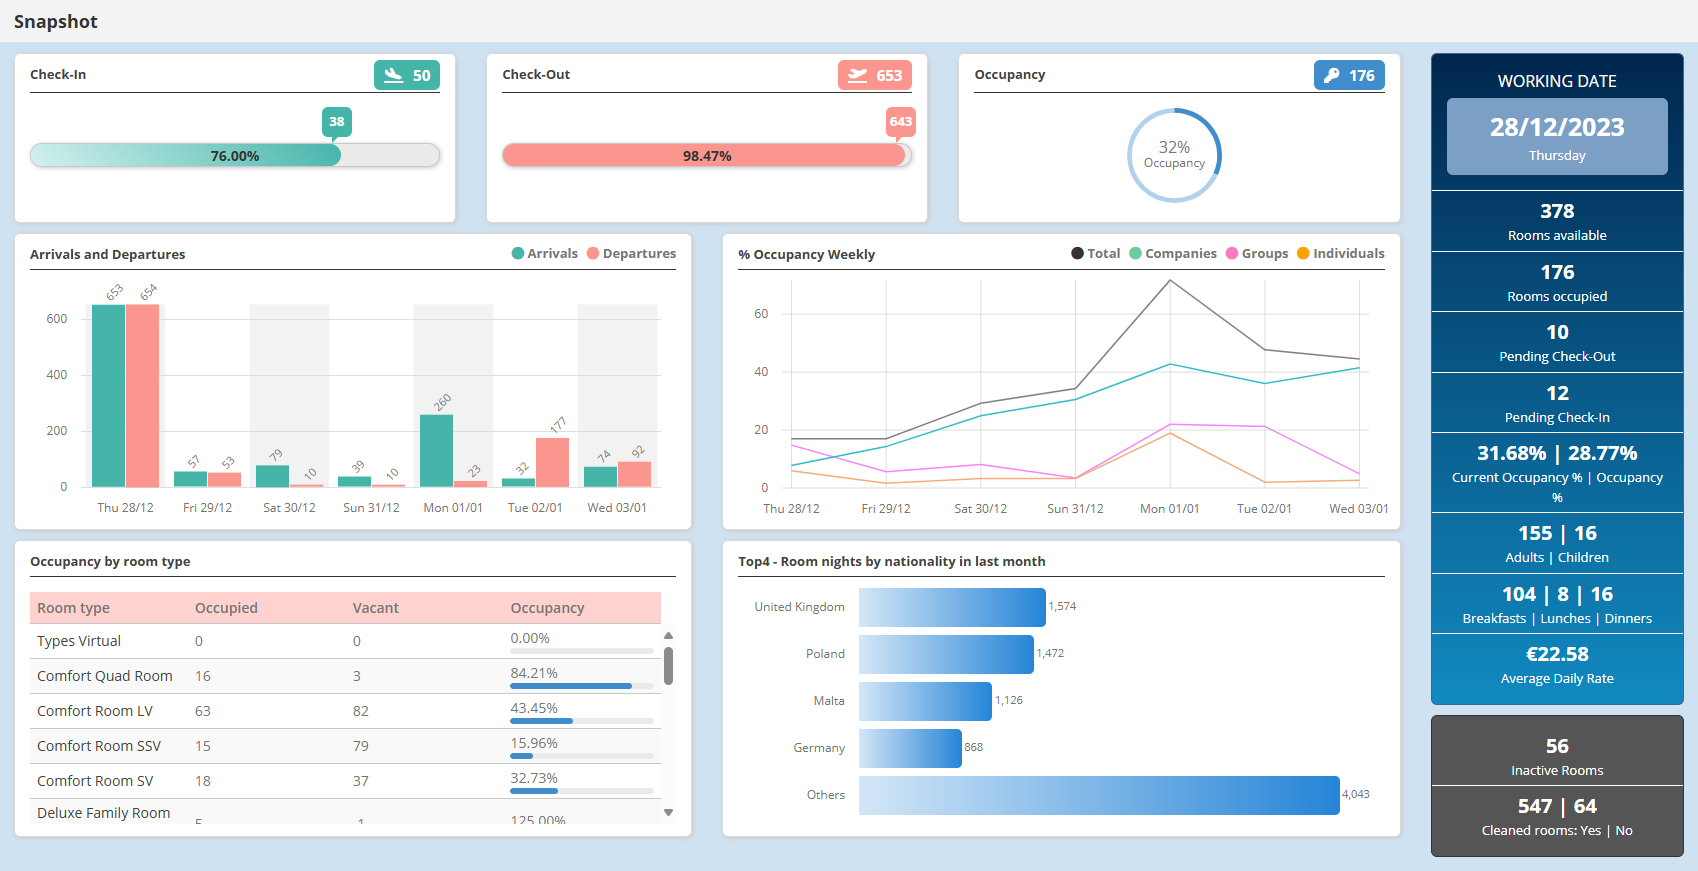 Snapshot
Check-In
50
38
76.00%
Check-Out
653
643
98.47%
Occupancy
176
32%
Occupancy
WORKING DATE
28/12/2023
Thursday
378
Rooms available
176
Rooms occupied
10
Pending Check-Out
12
Pending Check-In
31.68% | 28.77%
Current Occupancy % | Occupancy
%
155 | 16
Adults | Children
104 | 8 | 16
Breakfasts | Lunches | Dinners
€22.58
Average Daily Rate
56
Inactive Rooms
547 | 64
Cleaned rooms: Yes | No
Arrivals and Departures
Arrivals Departures
600
400
200
0
653 654
57 53
79 10
39 10
260 23
32 177
74 92
Thu 28/12 Fri 29/12 Sat 30/12 Sun 31/12 Mon 01/01 Tue 02/01 Wed 03/01
% Occupancy Weekly
Total Companies Groups Individuals
60
40
20
0
Thu 28/12 Fri 29/12 Sat 30/12 Sun 31/12 Mon 01/01 Tue 02/01 Wed 03/01
Occupancy by room type
Room type Occupied Vacant Occupancy
Types Virtual 0 0 0.00%
Comfort Quad Room 16 3 84.21%
Comfort Room LV 63 82 43.45%
Comfort Room SSV 15 79 15.96%
Comfort Room SV 18 37 32.73%
Deluxe Family Room
125.00%
Top4 - Room nights by nationality in last month
United Kingdom 1,574
Poland 1,472
Malta 1,126
Germany 868
Others 4,043